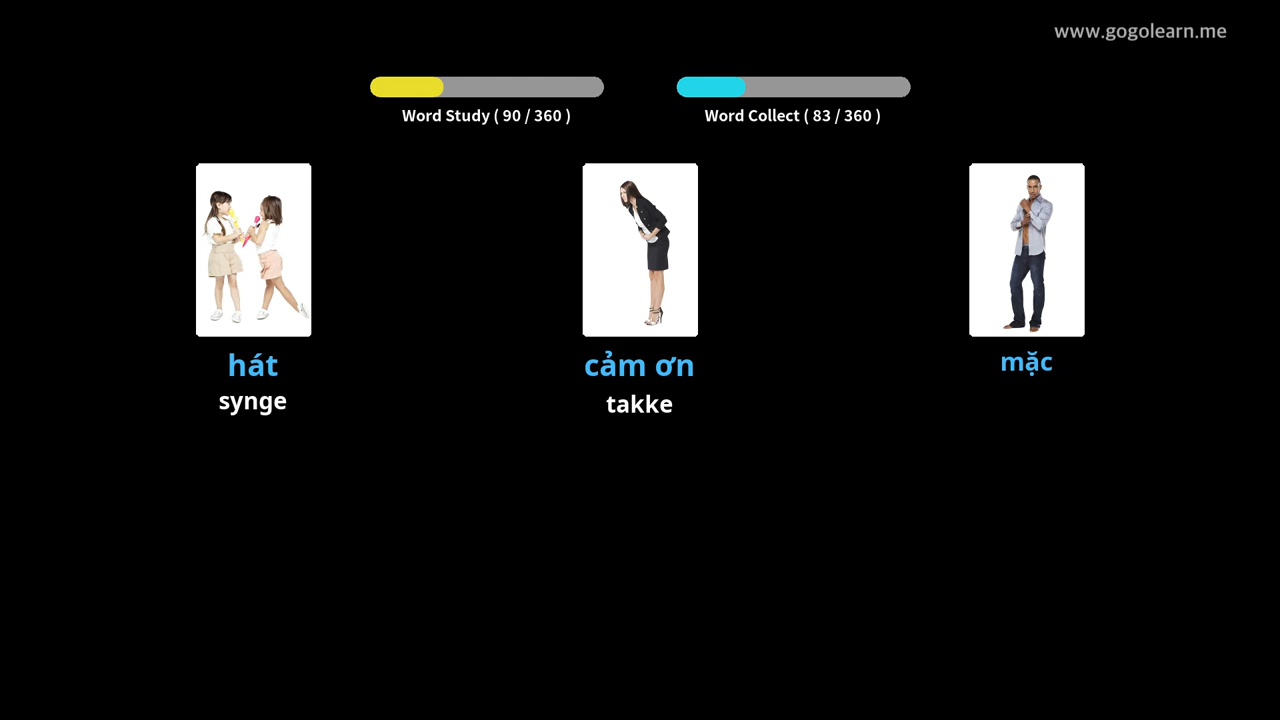 www.gogolearn.me
Word Study ( 90 / 360 )
Word Collect ( 83 / 360 )
hát
synge
cảm ơn
takke
mặc